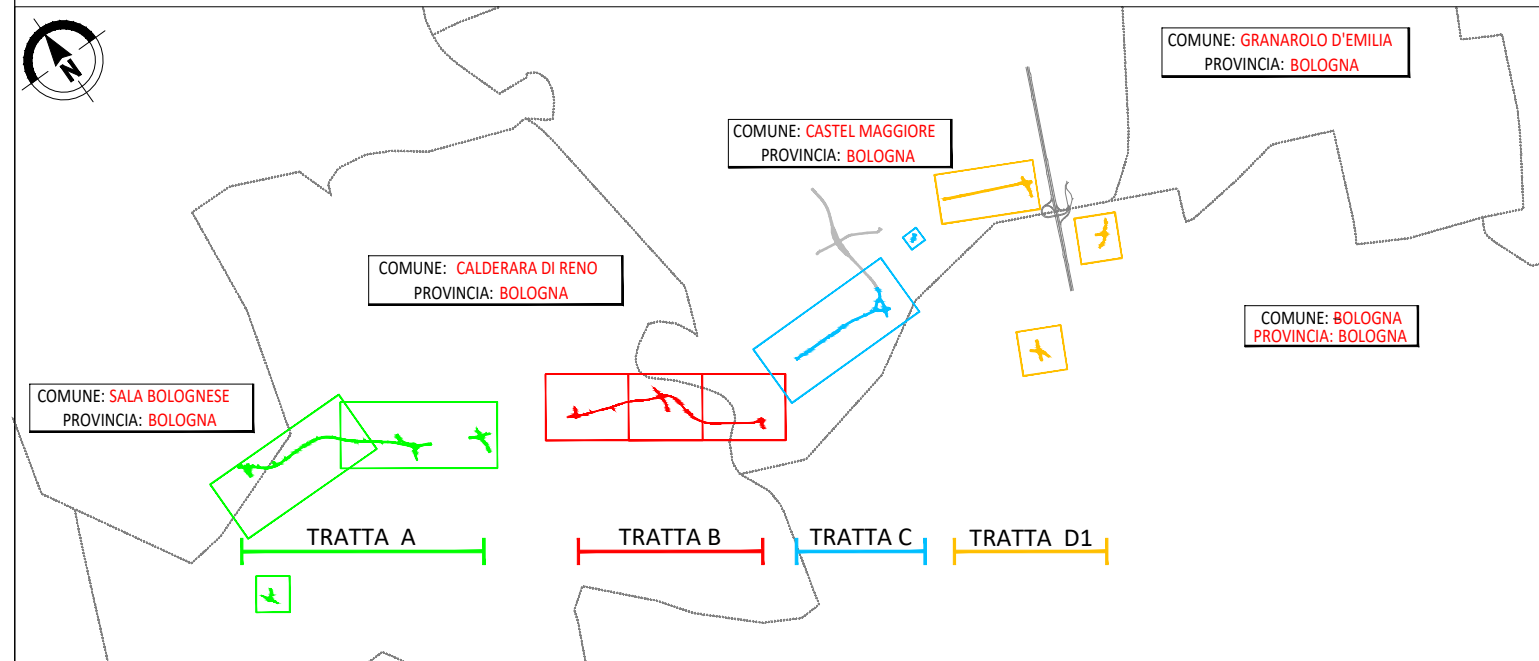 N
COMUNE: GRANAROLO D'EMILIA
PROVINCIA: BOLOGNA
COMUNE: CASTEL MAGGIORE
PROVINCIA: BOLOGNA
COMUNE: CALDERARA DI RENO
PROVINCIA: BOLOGNA
COMUNE: BOLOGNA
PROVINCIA: BOLOGNA
COMUNE: SALA BOLOGNESE
PROVINCIA: BOLOGNA
TRATTA A
TRATTA B
TRATTA C
TRATTA D1